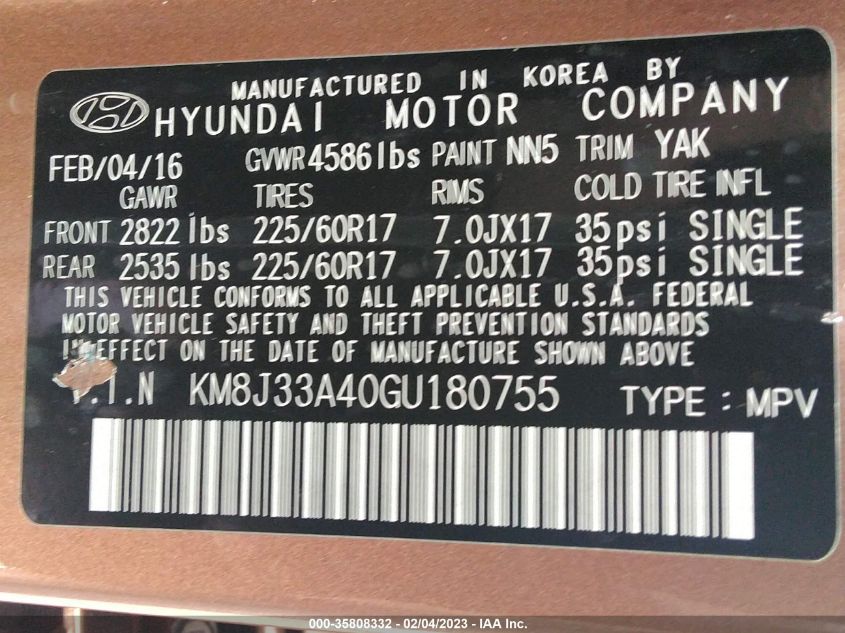 MANUFACTURED IN KOREA BY
HYUNDAI MOTOR COMPANY
FEB/04/16 GVWR 4586 lbs PAINT NN5 TRIM YAK
GAWR TIRES RIMS COLD TIRE INFL
FRONT 2822 lbs 225/60R17 7.0JX17 35psi SINGLE
REAR 2535 lbs 225/60R17 7.0JX17 35psi SINGLE
THIS VEHICLE CONFORMS TO ALL APPLICABLE U.S.A. FEDERAL
MOTOR VEHICLE SAFETY AND THEFT PREVENTION STANDARDS
IN EFFECT ON THE DATE OF MANUFACTURE SHOWN ABOVE
V.I.N KM8J33A40GU180755 TYPE : MPV
000-35808332 - 02/04/2023 - IAA Inc.